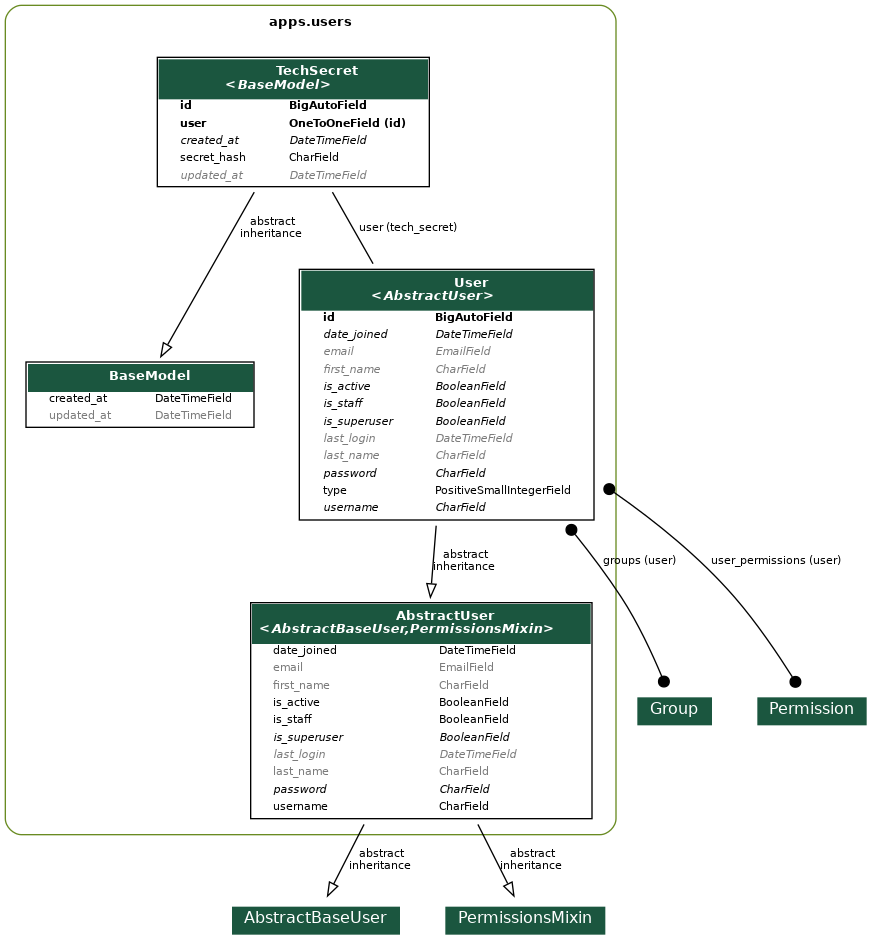 apps.users
TechSecret
<BaseModel>
id BigAutoField
user OneToOneField (id)
created_at DateTimeField
secret_hash CharField
updated_at DateTimeField
abstract
inheritance
user (tech_secret)
User
<AbstractUser>
id BigAutoField
date_joined DateTimeField
email EmailField
first_name CharField
is_active BooleanField
is_staff BooleanField
is_superuser BooleanField
last_login DateTimeField
last_name CharField
password CharField
type PositiveSmallIntegerField
username CharField
BaseModel
created_at DateTimeField
updated_at DateTimeField
abstract
inheritance
groups (user)
user_permissions (user)
AbstractUser
<AbstractBaseUser,PermissionsMixin>
date_joined DateTimeField
email EmailField
first_name CharField
is_active BooleanField
is_staff BooleanField
is_superuser BooleanField
last_login DateTimeField
last_name CharField
password CharField
username CharField
Group
Permission
abstract
inheritance
abstract
inheritance
AbstractBaseUser
PermissionsMixin